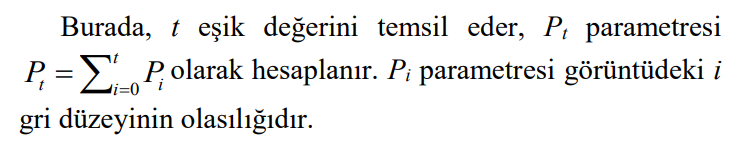 Burada, t eşik değerini temsil eder, Pₜ parametresi
Pₜ = ∑ᵢ₌₀ᵗ Pᵢ olarak hesaplanır. Pᵢ parametresi görüntüdeki i
gri düzeyinin olasılığıdır.